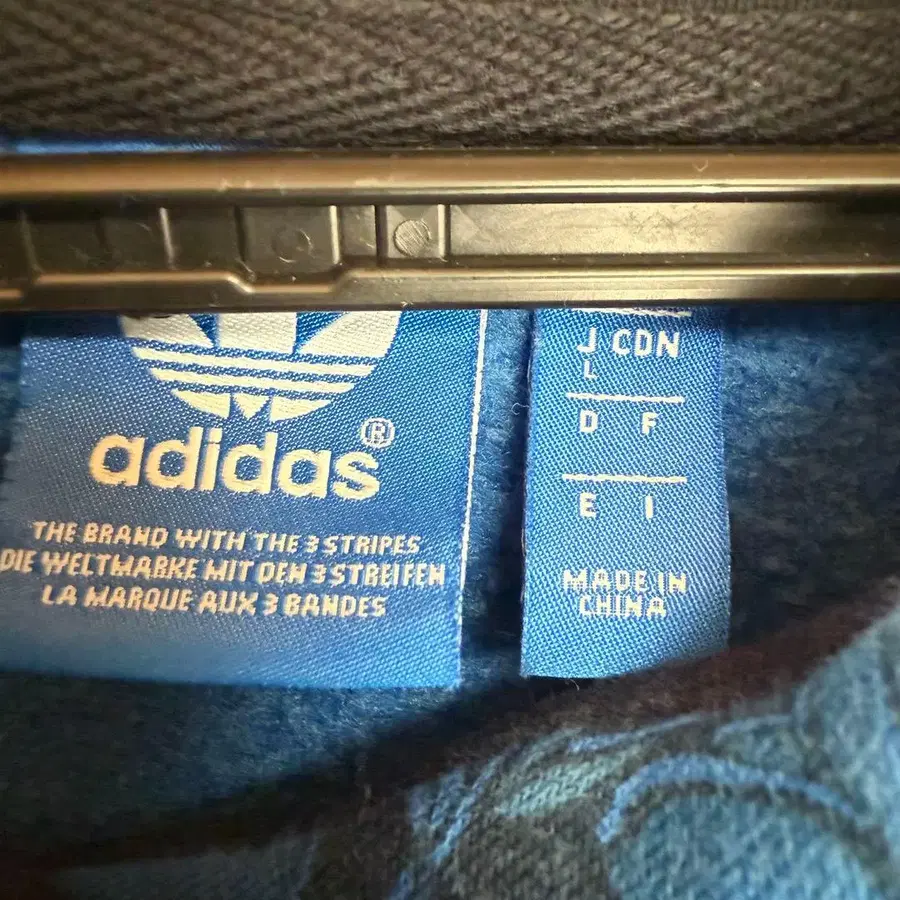 adidas®
THE BRAND WITH THE 3 STRIPES
DIE WELTMARKE MIT DEN 3 STREIFEN
LA MARQUE AUX 3 BANDES
J CDN
L
D F
E I
MADE IN
CHINA